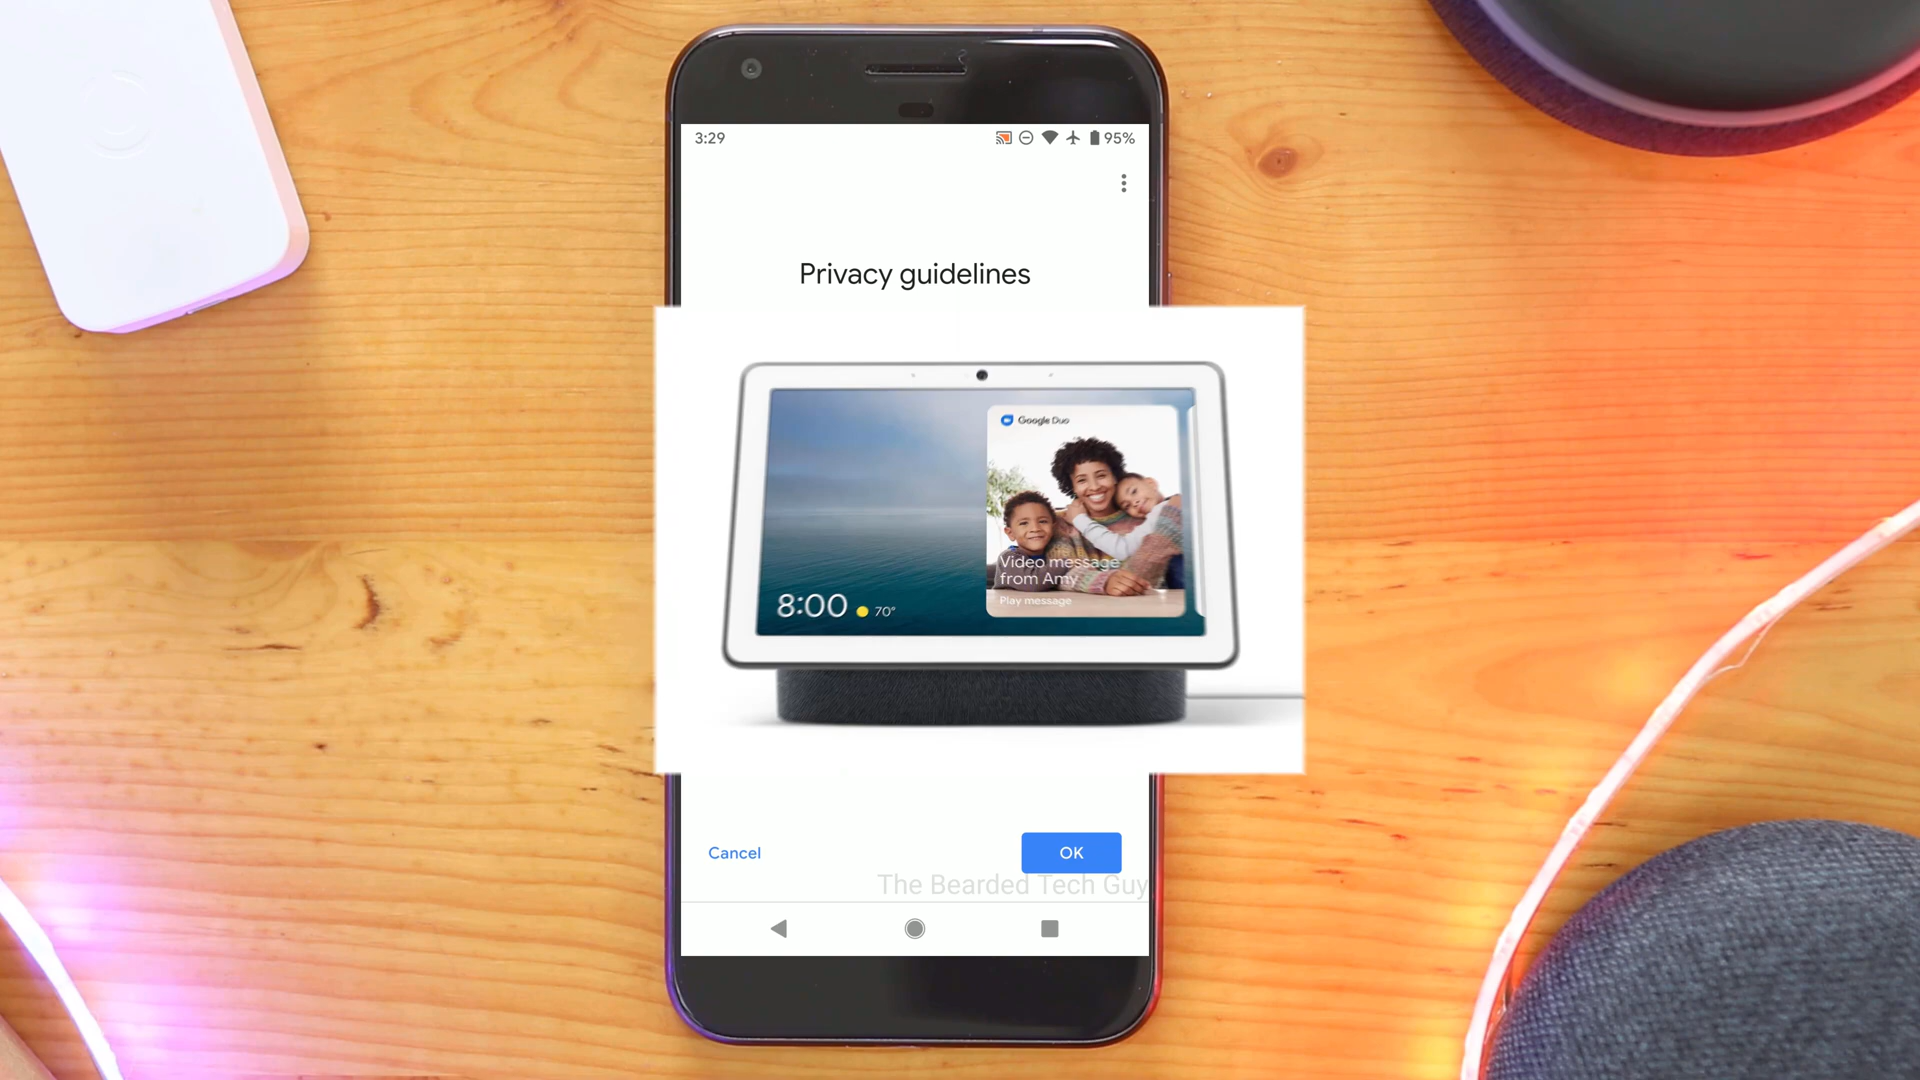 3:29
95%
Privacy guidelines
Google Duo
Video message
from Amy
Play message
8:00 70°
Cancel
OK
The Bearded Tech Guy